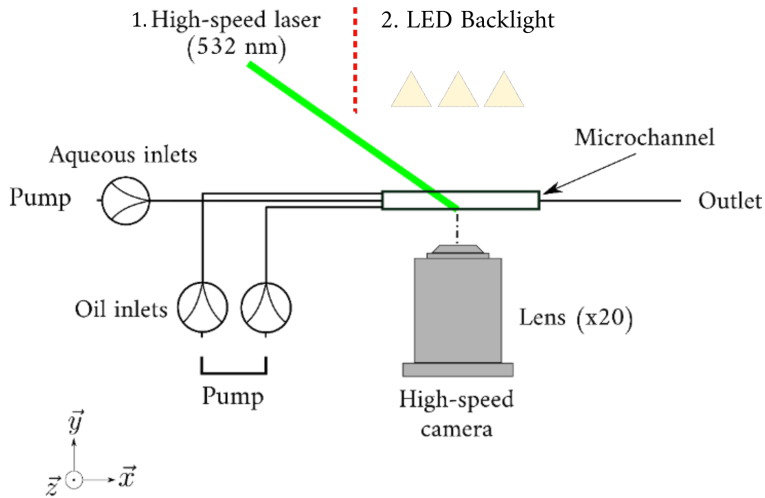 1. High-speed laser
(532 nm)
2. LED Backlight
Microchannel
Aqueous inlets
Pump
Outlet
Oil inlets
Lens (x20)
Pump
High-speed
camera
y⃗
z⃗
x⃗